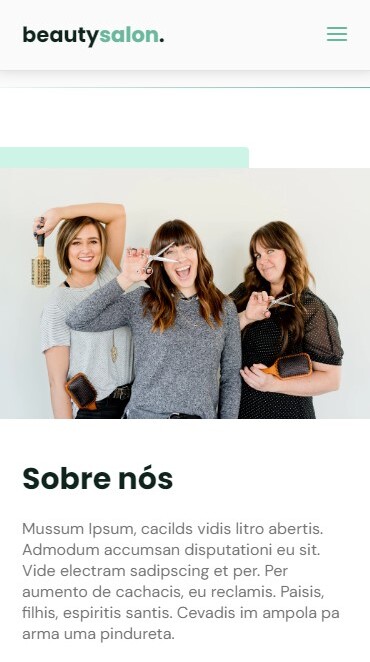 beautysalon.
Sobre nós
Mussum Ipsum, cacilds vidis litro abertis.
Admodum accumsan disputationi eu sit.
Vide electram sadipscing et per. Per
aumento de cachacis, eu reclamis. Paisis,
filhis, espiritis santis. Cevadis im ampola pa
arma uma pindureta.